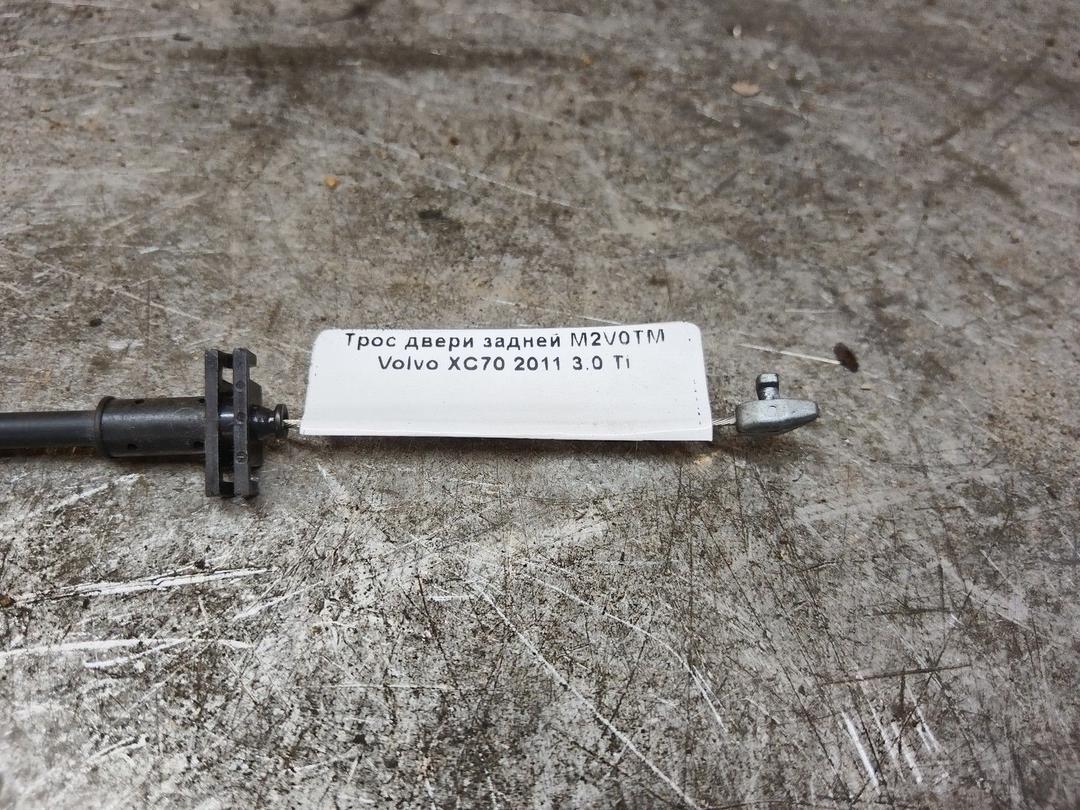 Трос двери задней M2V0TM
Volvo XC70 2011 3.0 Ti